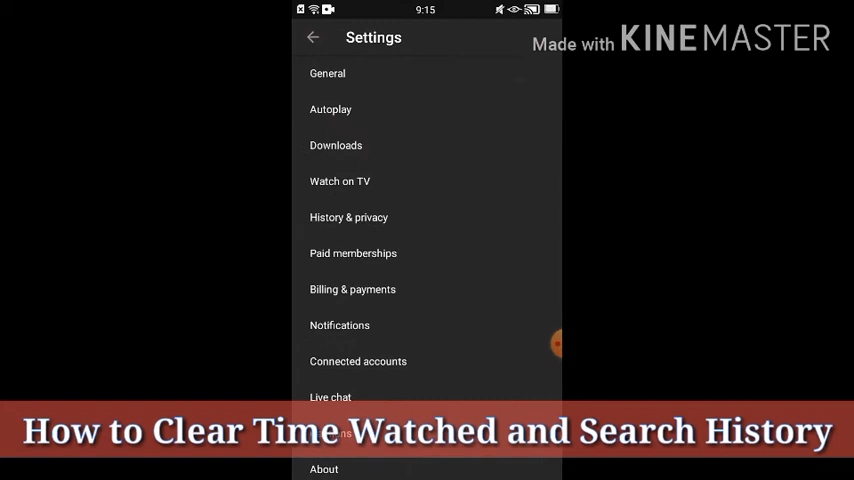 9:15
Settings
Made with KINEMASTER
General
Autoplay
Downloads
Watch on TV
History & privacy
Paid memberships
Billing & payments
Notifications
Connected accounts
Live chat
How to Clear Time Watched and Search History
About